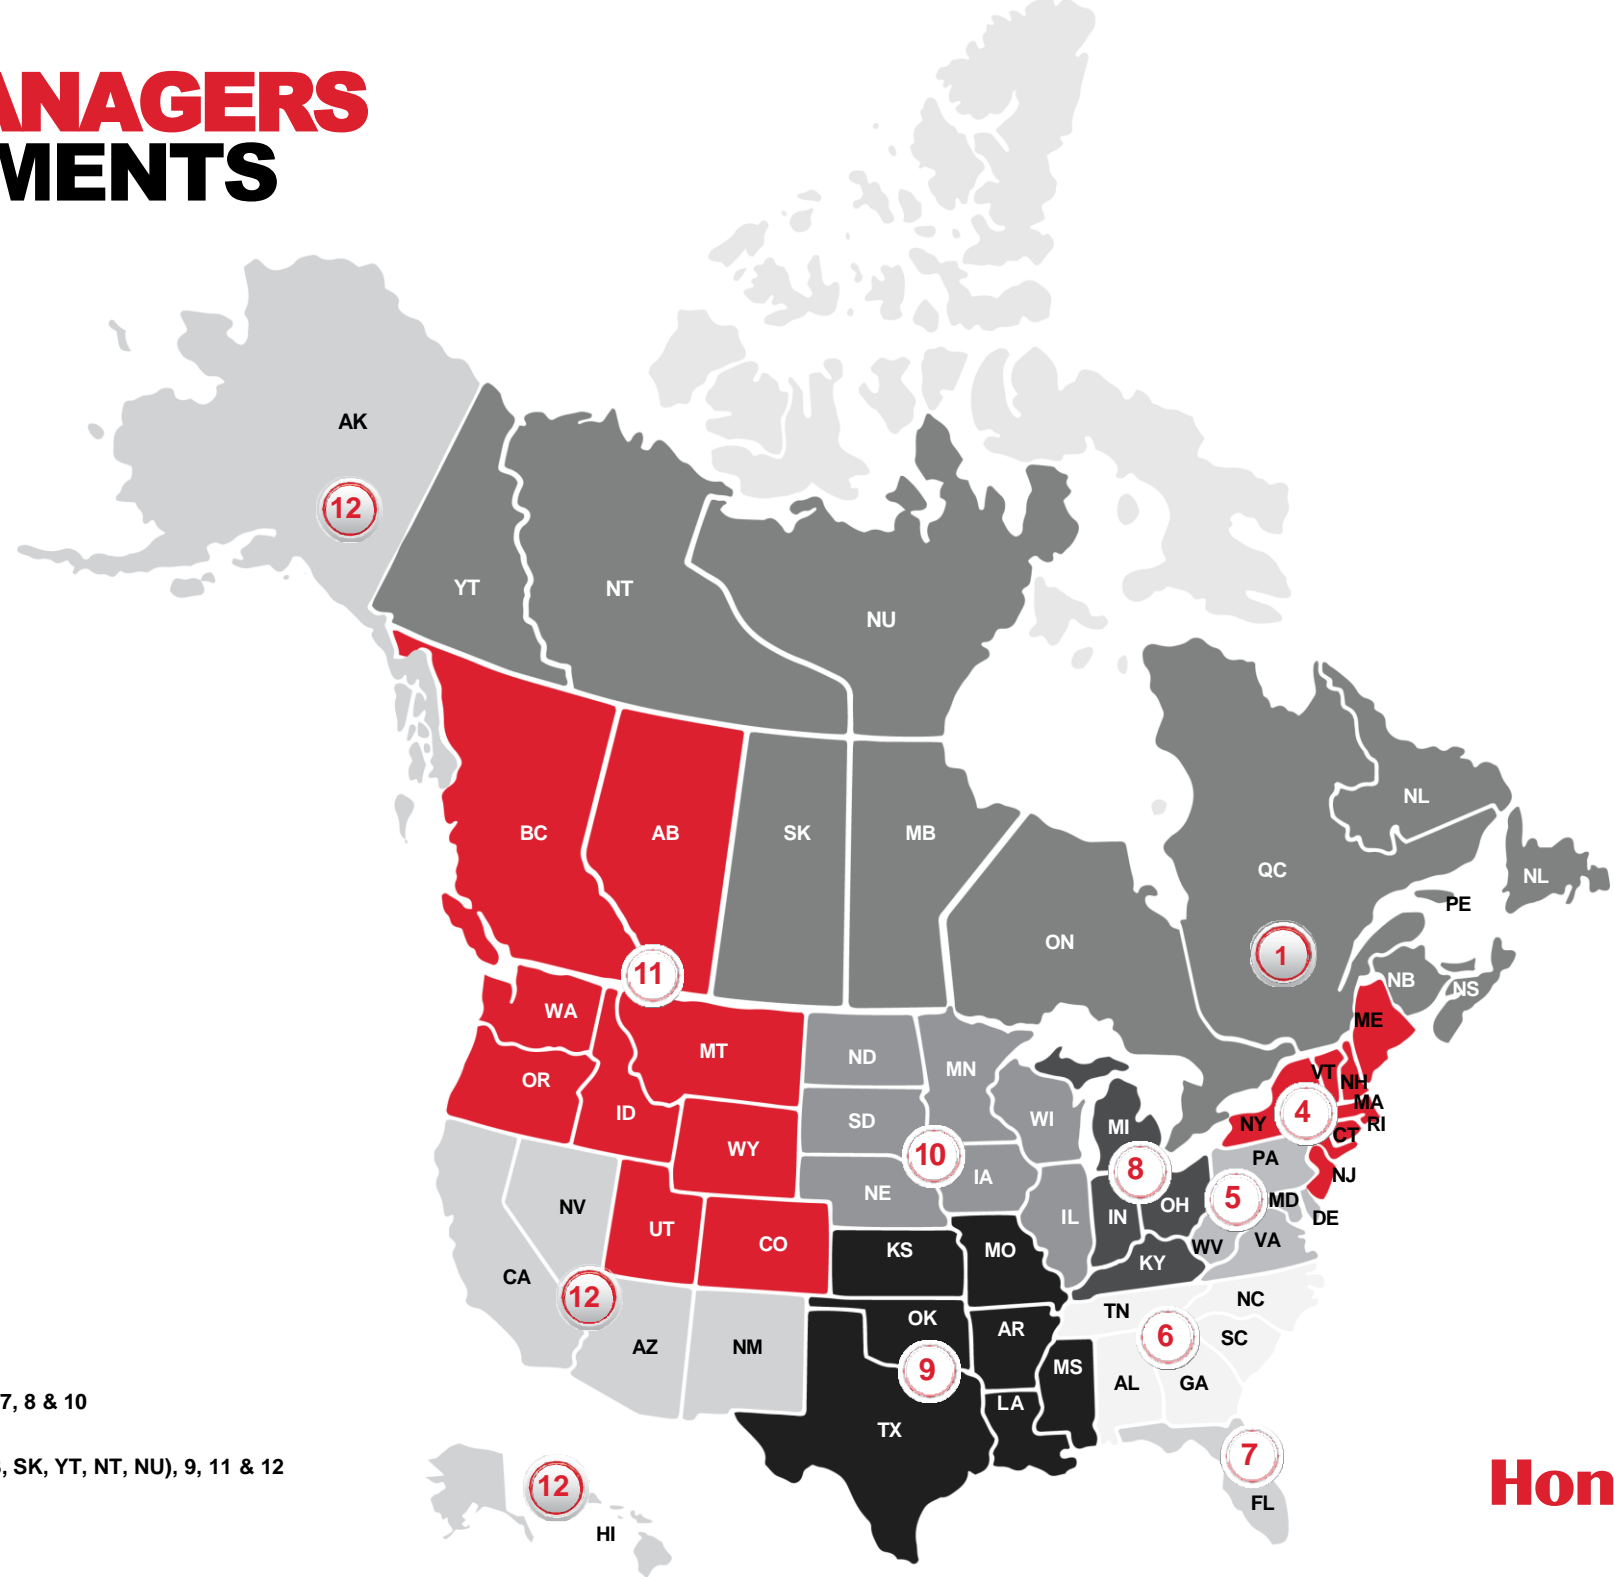 ANAGERS
MENTS
AK
12
YT
NT
NU
BC
AB
SK
MB
ON
QC
NL
NL
PE
NB
NS
1
11
WA
MT
OR
ID
WY
ND
MN
SD
WI
NE
IA
IL
10
MI
8
IN
OH
KY
ME
VT
NH
MA
RI
CT
NY
4
NJ
PA
5
MD
DE
WV
VA
NV
UT
CO
CA
12
AZ
NM
KS
MO
OK
AR
9
MS
LA
TX
TN
NC
6
SC
AL
GA
7
FL
7, 8 & 10
, SK, YT, NT, NU), 9, 11 & 12
12
HI
Hon